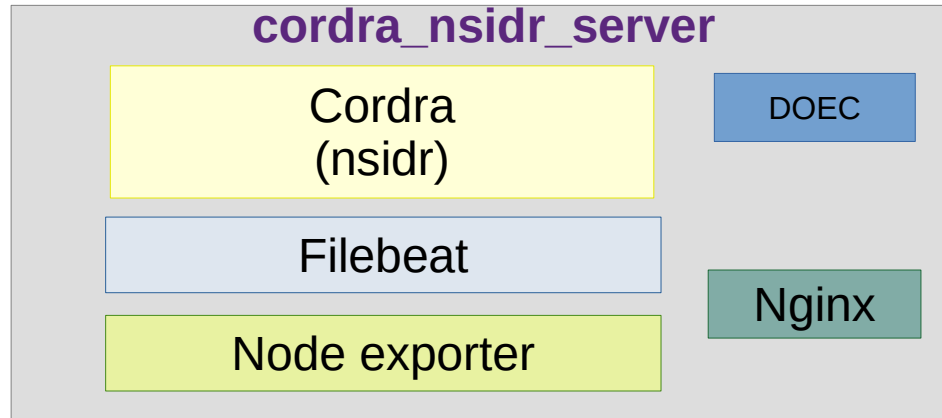 cordra_nsidr_server
Cordra
(nsidr)
DOEC
Filebeat
Nginx
Node exporter